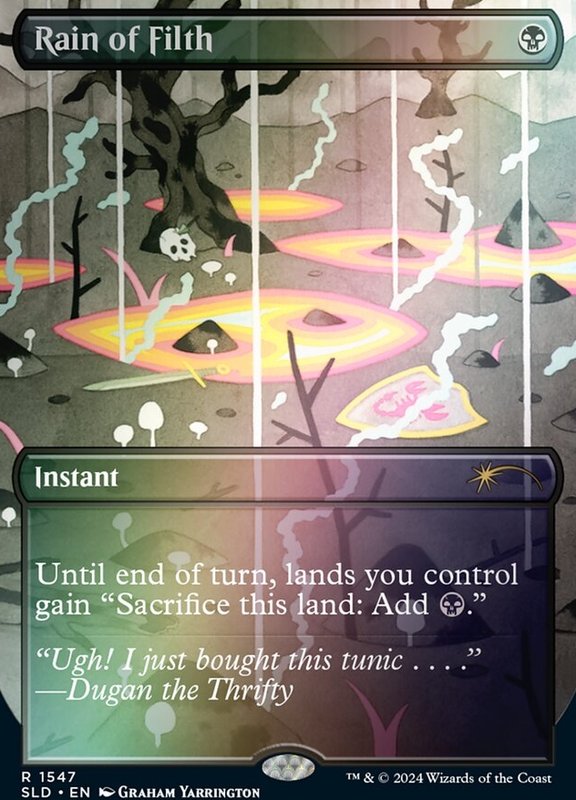 Rain of Filth
Instant
Until end of turn, lands you control
gain “Sacrifice this land: Add .”
“Ugh! I just bought this tunic . . . .”
—Dugan the Thrifty
R 1547
SLD • EN Graham Yarrington
™ & © 2024 Wizards of the Coast